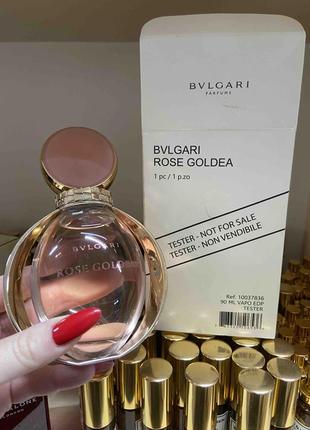 BVLGARI
PARFUMS
BVLGARI
ROSE GOLDEA
1 pc / 1 p.zo
TESTER - NOT FOR SALE
TESTER - NON VENDIBILE
Ref. 10037836
90 ML VAPO EDP
TESTER
BVLGARI
ROSE GOLDEA
LONDON